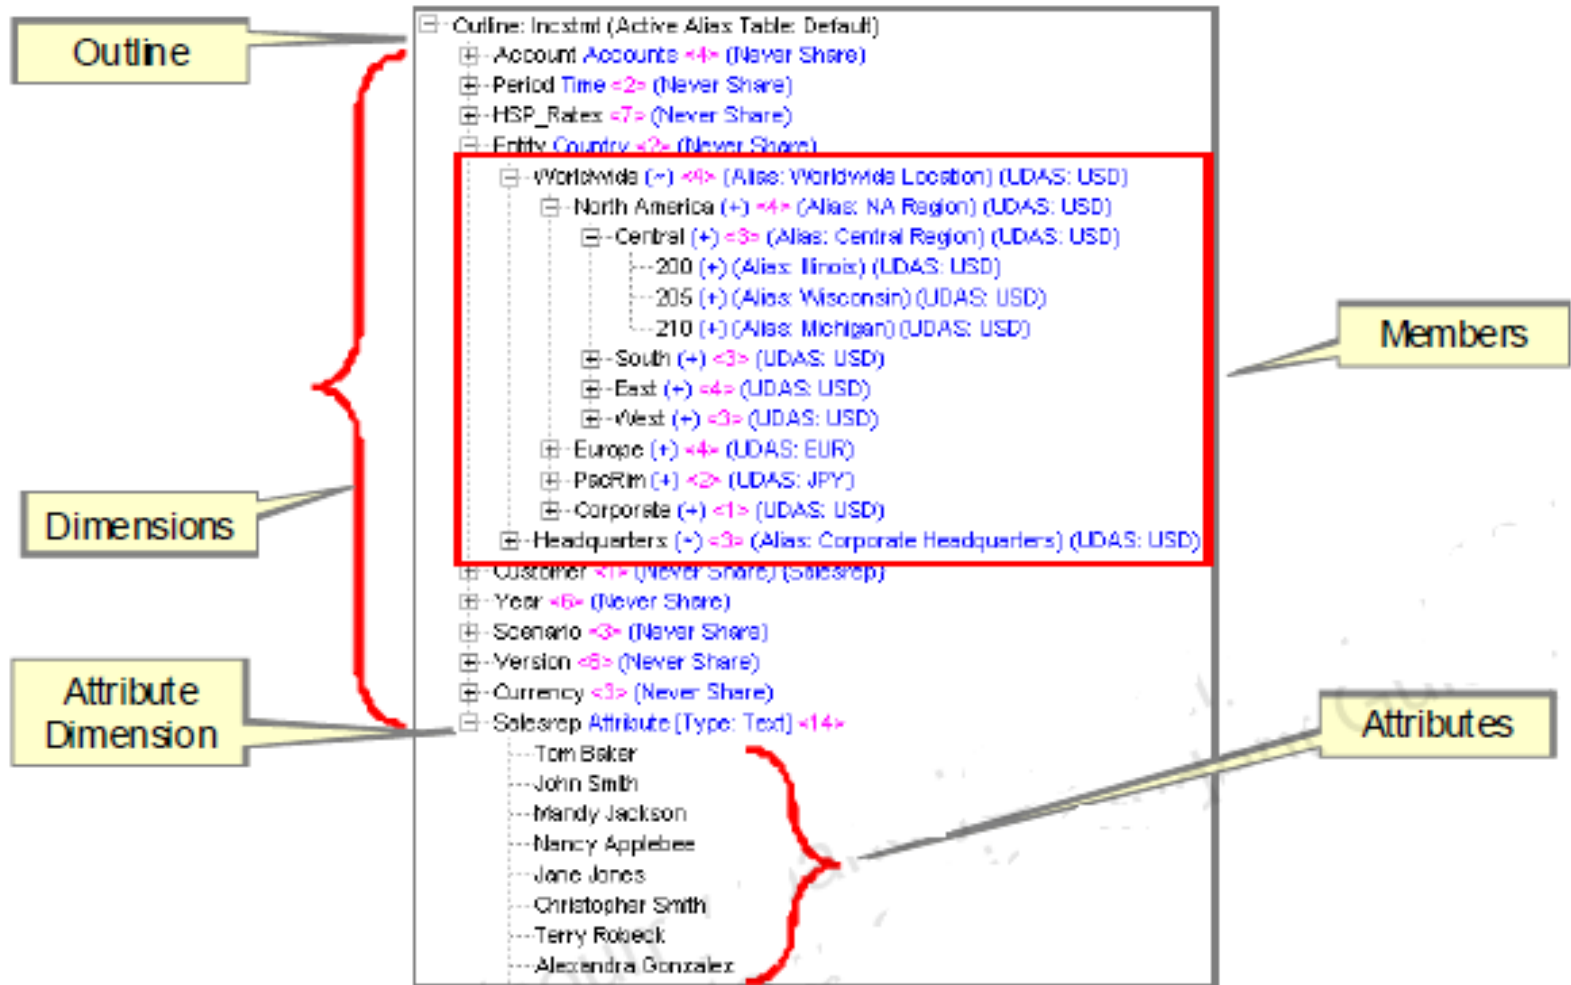 Outline
Outline: Incstmt (Active Alias Table: Default)
Account Accounts <4> (Never Share)
Period Time <2> (Never Share)
HSP_Rates <7> (Never Share)
Entity Country <2> (Never Share)
Worldwide (~) <4> (Alias: Worldwide Location) (UDAS: USD)
North America (+) <4> (Alias: NA Region) (UDAS: USD)
Central (+) <3> (Alias: Central Region) (UDAS: USD)
200 (+) (Alias: Illinois) (UDAS: USD)
205 (+) (Alias: Wisconsin) (UDAS: USD)
210 (+) (Alias: Michigan) (UDAS: USD)
Members
South (+) <3> (UDAS: USD)
East (+) <4> (UDAS: USD)
West (+) <3> (UDAS: USD)
Europe (+) <4> (UDAS: EUR)
PacRim (+) <2> (UDAS: JPY)
Corporate (+) <1> (UDAS: USD)
Dimensions
Headquarters (~) <3> (Alias: Corporate Headquarters) (UDAS: USD)
Customer <1> (Never Share) {Salesrep}
Year <6> (Never Share)
Scenario <3> (Never Share)
Version <6> (Never Share)
Currency <3> (Never Share)
Attribute
Dimension
Salesrep Attribute [Type: Text] <14>
Attributes
Tom Baker
John Smith
Mandy Jackson
Nancy Applebee
Jane Jones
Christopher Smith
Terry Robeck
Alexandra Gonzalez